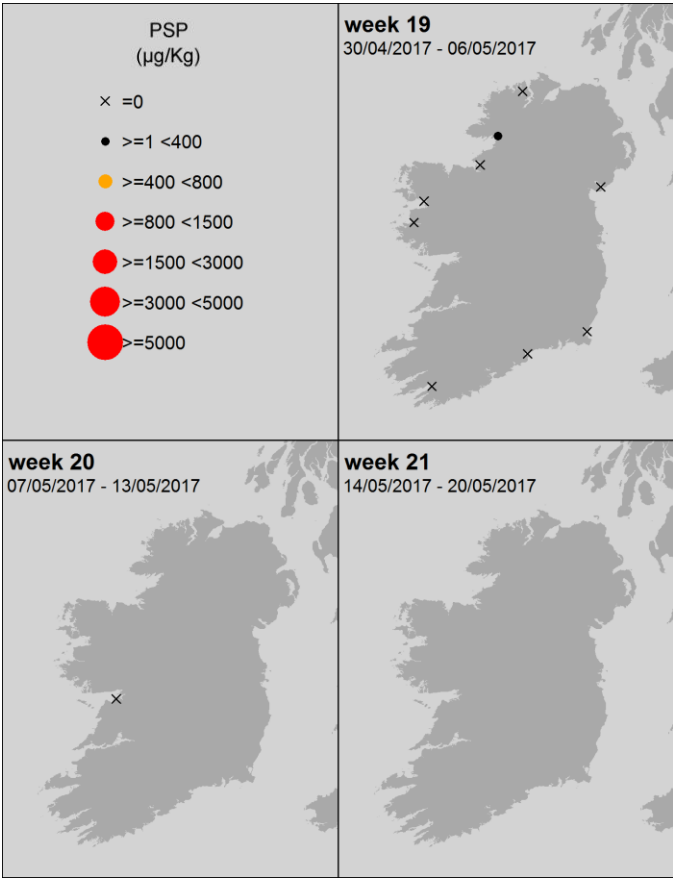 PSP
(µg/Kg)
=0
>=1 <400
>=400 <800
>=800 <1500
>=1500 <3000
>=3000 <5000
>=5000
week 19
30/04/2017 - 06/05/2017
week 20
07/05/2017 - 13/05/2017
week 21
14/05/2017 - 20/05/2017